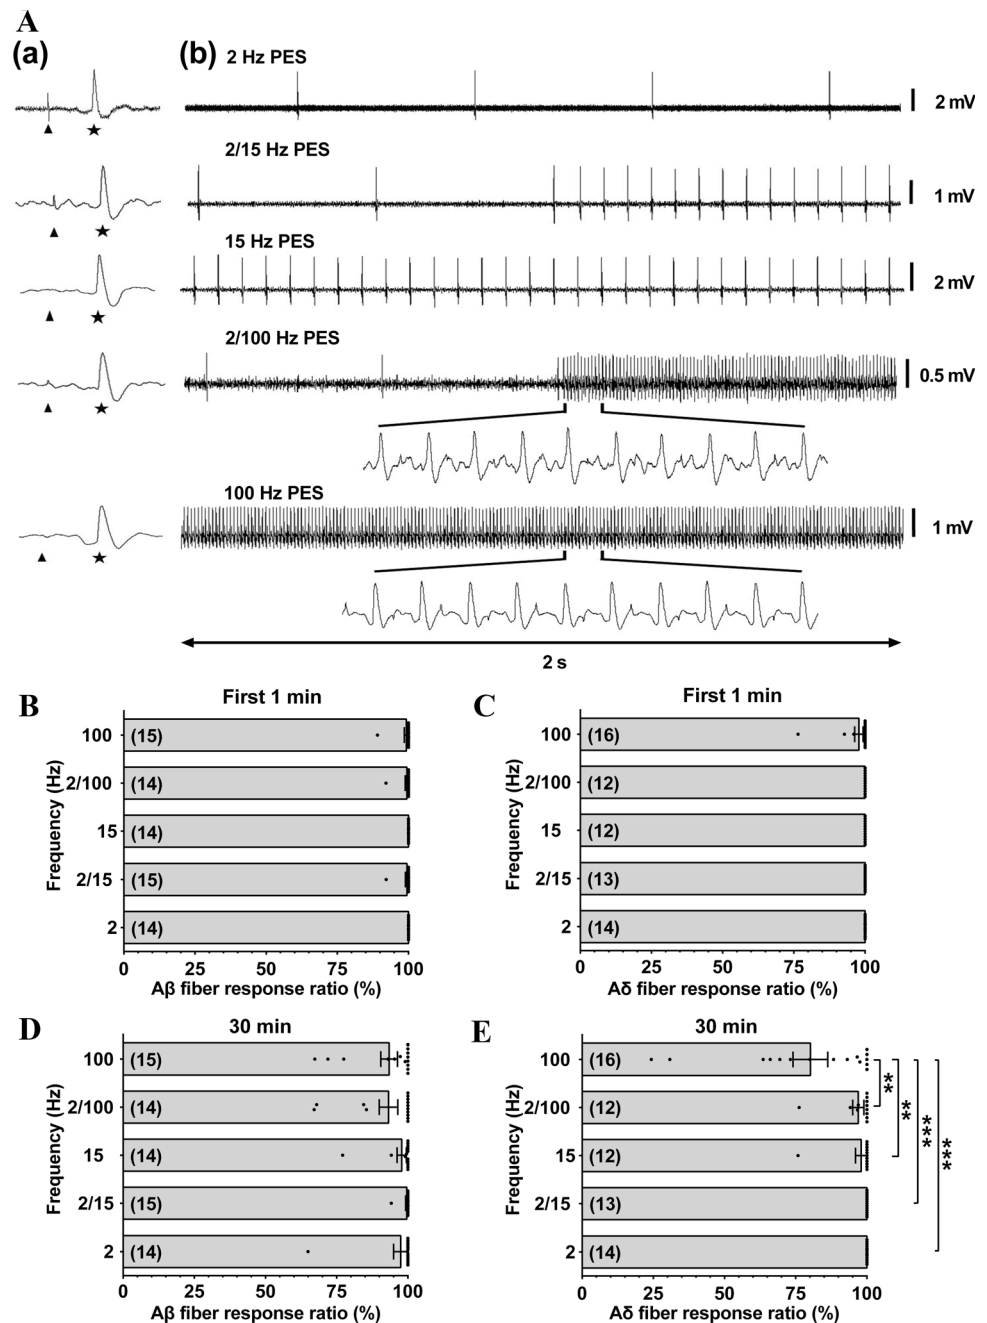 A
(a) (b) 2 Hz PES
2 mV
2/15 Hz PES
1 mV
15 Hz PES
2 mV
2/100 Hz PES
0.5 mV
100 Hz PES
1 mV
2 s
B First 1 min
Frequency (Hz)
100 (15)
2/100 (14)
15 (14)
2/15 (15)
2 (14)
0 25 50 75 100
Aβ fiber response ratio (%)
C First 1 min
Frequency (Hz)
100 (16)
2/100 (12)
15 (12)
2/15 (13)
2 (14)
0 25 50 75 100
Aδ fiber response ratio (%)
D 30 min
Frequency (Hz)
100 (15)
2/100 (14)
15 (14)
2/15 (15)
2 (14)
0 25 50 75 100
Aβ fiber response ratio (%)
E 30 min
Frequency (Hz)
100 (16)
2/100 (12)
15 (12)
2/15 (13)
2 (14)
** ** *** ***
0 25 50 75 100
Aδ fiber response ratio (%)